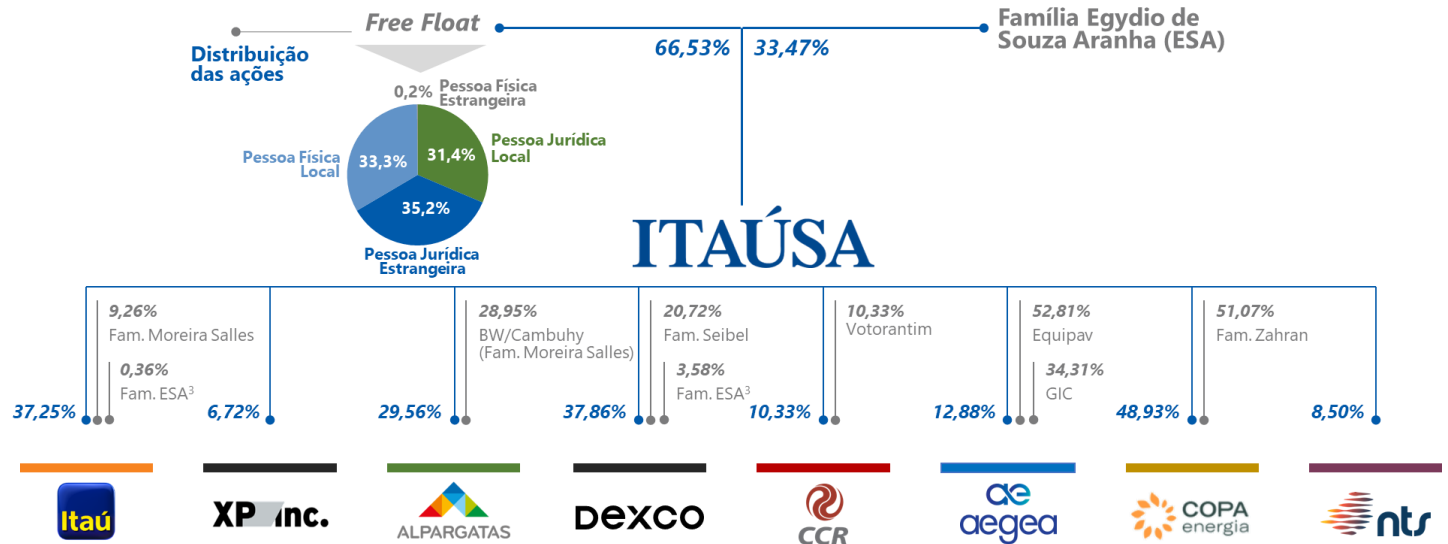 Free Float
Família Egydio de
Souza Aranha (ESA)
66,53%
33,47%
Distribuição
das ações
0,2%
Pessoa Física
Estrangeira
Pessoa Jurídica
Local
31,4%
Pessoa Física
Local
33,3%
35,2%
Pessoa Jurídica
Estrangeira
ITAÚSA
9,26%
Fam. Moreira Salles
0,36%
Fam. ESA3
37,25%
6,72%
28,95%
BW/Cambuhy
(Fam. Moreira Salles)
29,56%
20,72%
Fam. Seibel
3,58%
Fam. ESA3
37,86%
10,33%
Votorantim
10,33%
52,81%
Equipav
34,31%
GIC
12,88%
51,07%
Fam. Zahran
48,93%
8,50%
Itaú
XP inc.
ALPARGATAS
Dexco
CCR
ae
aegea
COPA
energia
nts